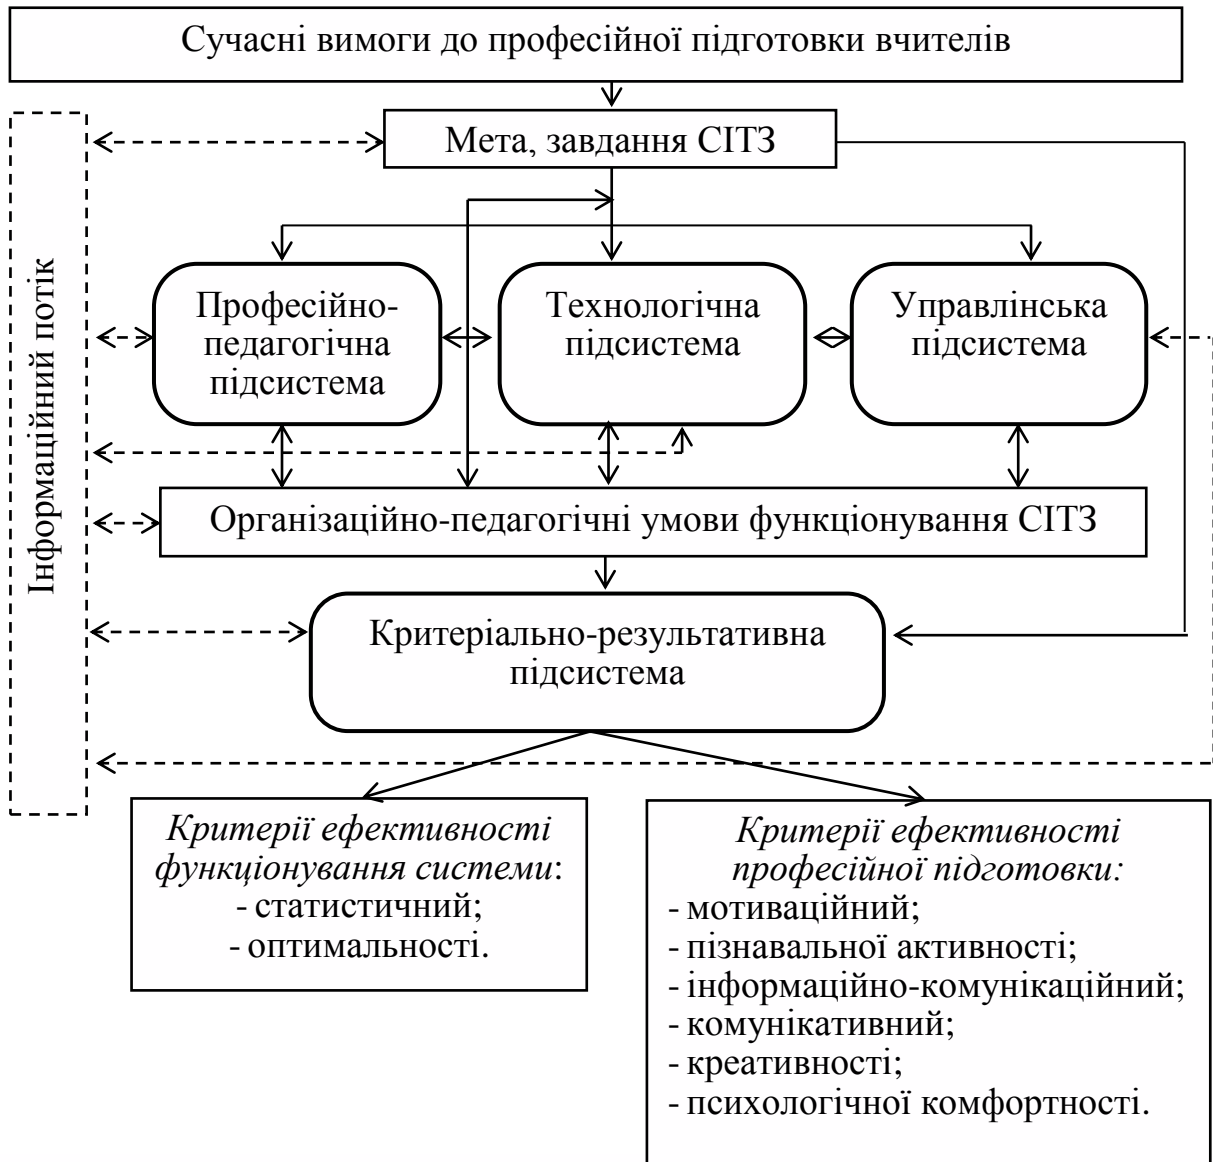 Сучасні вимоги до професійної підготовки вчителів
Мета, завдання СІТЗ
Інформаційний потік
Професійно-
педагогічна
підсистема
Технологічна
підсистема
Управлінська
підсистема
Організаційно-педагогічні умови функціонування СІТЗ
Критеріально-результативна
підсистема
Критерії ефективності
функціонування системи:
- статистичний;
- оптимальності.
Критерії ефективності
професійної підготовки:
- мотиваційний;
- пізнавальної активності;
- інформаційно-комунікаційний;
- комунікативний;
- креативності;
- психологічної комфортності.